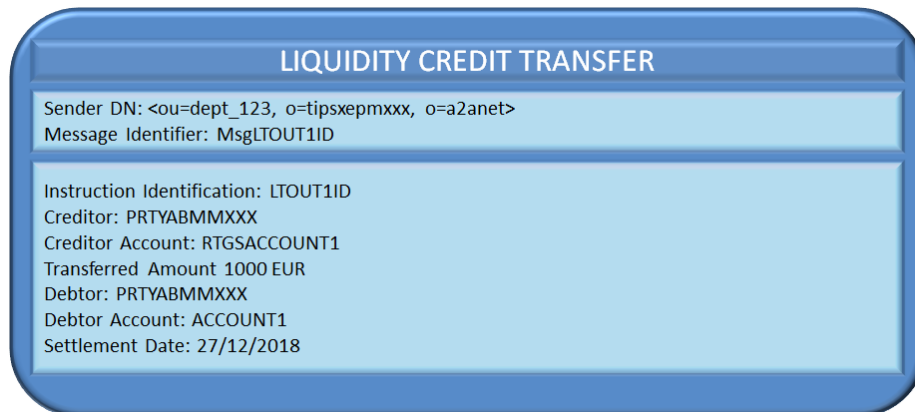 LIQUIDITY CREDIT TRANSFER
Sender DN: <ou=dept_123, o=tipsxepmxxx, o=a2anet>
Message Identifier: MsgLTOUT1ID
Instruction Identification: LTOUT1ID
Creditor: PRTYABMMXXX
Creditor Account: RTGSACCOUNT1
Transferred Amount 1000 EUR
Debtor: PRTYABMMXXX
Debtor Account: ACCOUNT1
Settlement Date: 27/12/2018